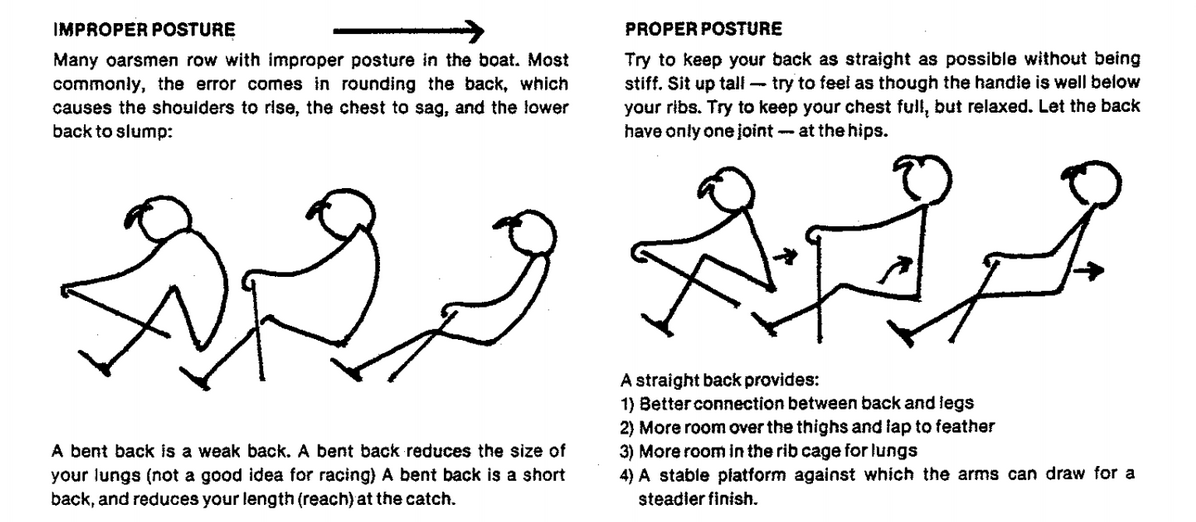 IMPROPER POSTURE
Many oarsmen row with improper posture in the boat. Most
commonly, the error comes in rounding the back, which
causes the shoulders to rise, the chest to sag, and the lower
back to slump:
A bent back is a weak back. A bent back reduces the size of
your lungs (not a good idea for racing) A bent back is a short
back, and reduces your length (reach) at the catch.
PROPER POSTURE
Try to keep your back as straight as possible without being
stiff. Sit up tall — try to feel as though the handle is well below
your ribs. Try to keep your chest full, but relaxed. Let the back
have only one joint — at the hips.
A straight back provides:
1) Better connection between back and legs
2) More room over the thighs and lap to feather
3) More room in the rib cage for lungs
4) A stable platform against which the arms can draw for a
steadier finish.